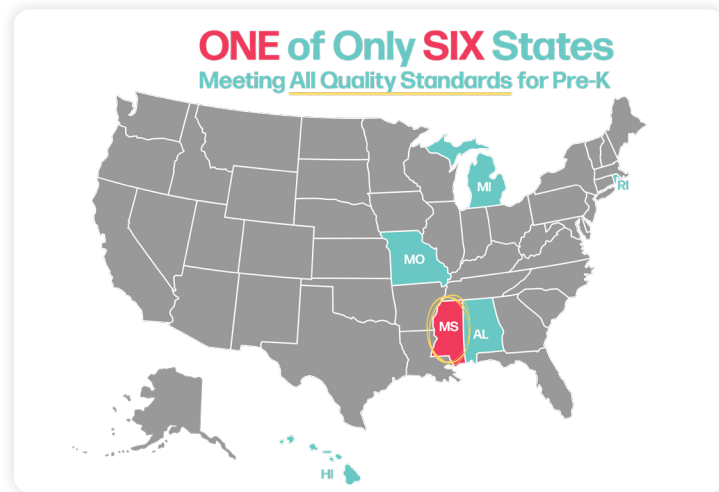 ONE of Only SIX States
Meeting All Quality Standards for Pre-K
MI
RI
MO
MS
AL
HI